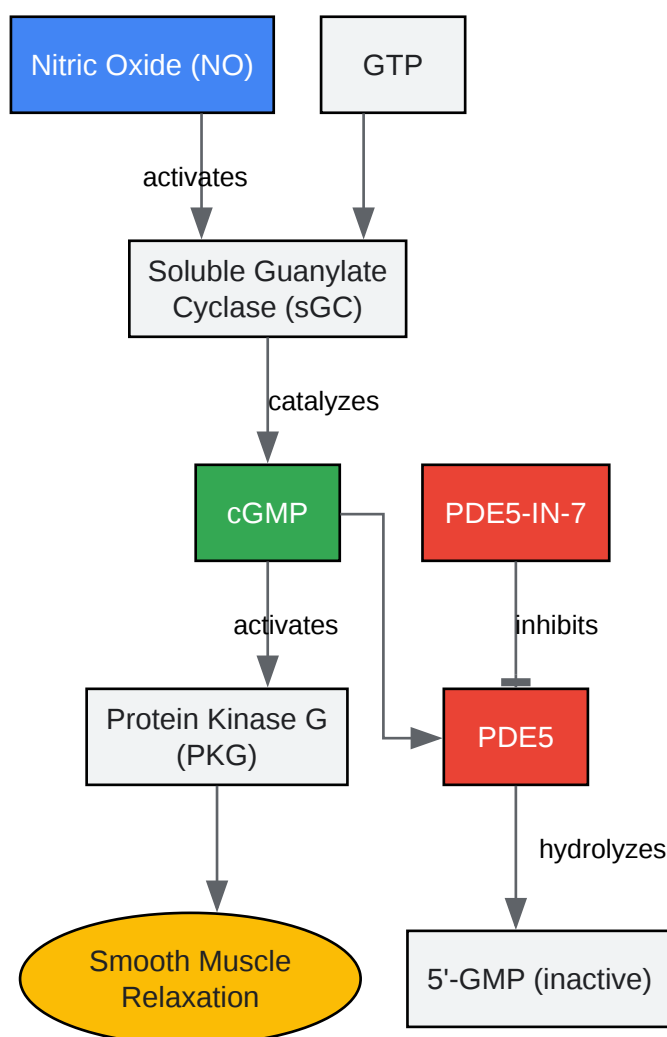 Nitric Oxide (NO)
GTP
activates
Soluble Guanylate
Cyclase (sGC)
catalyzes
cGMP
PDE5-IN-7
activates
inhibits
Protein Kinase G
(PKG)
PDE5
hydrolyzes
Smooth Muscle
Relaxation
5'-GMP (inactive)